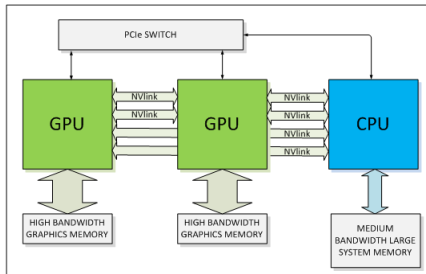 PCIe SWITCH
GPU
NVlink
NVlink
GPU
NVlink
NVlink
NVlink
NVlink
CPU
HIGH BANDWIDTH
GRAPHICS MEMORY
HIGH BANDWIDTH
GRAPHICS MEMORY
MEDIUM
BANDWIDTH LARGE
SYSTEM MEMORY